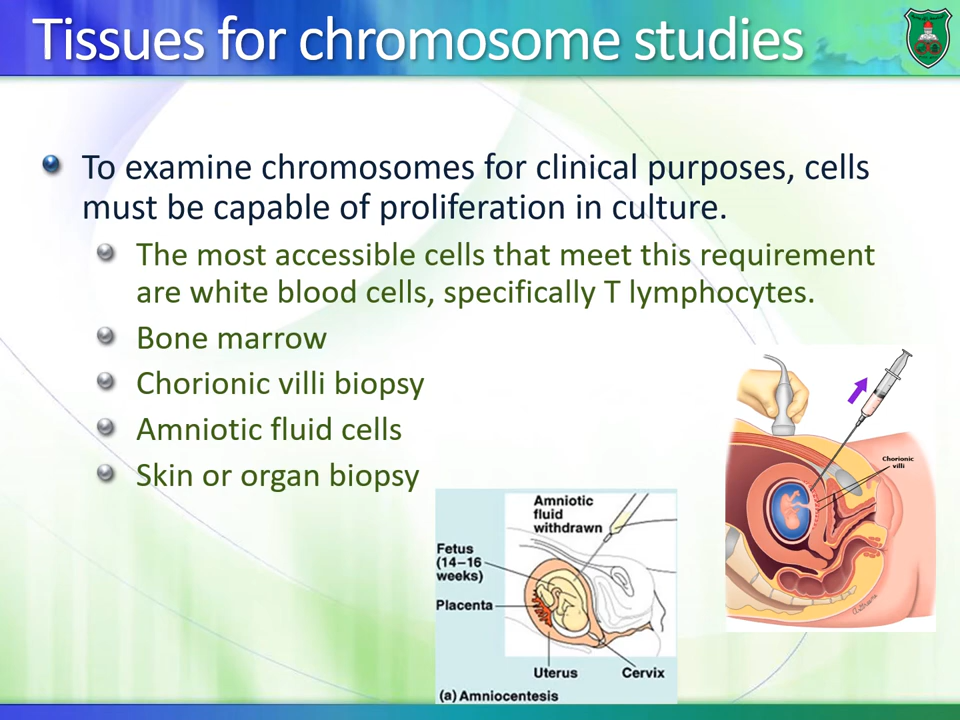 Tissues for chromosome studies
To examine chromosomes for clinical purposes, cells
must be capable of proliferation in culture.
The most accessible cells that meet this requirement
are white blood cells, specifically T lymphocytes.
Bone marrow
Chorionic villi biopsy
Amniotic fluid cells
Skin or organ biopsy
Chorionic
villi
Amniotic
fluid
withdrawn
Fetus
(14–16
weeks)
Placenta
Uterus
Cervix
(a) Amniocentesis